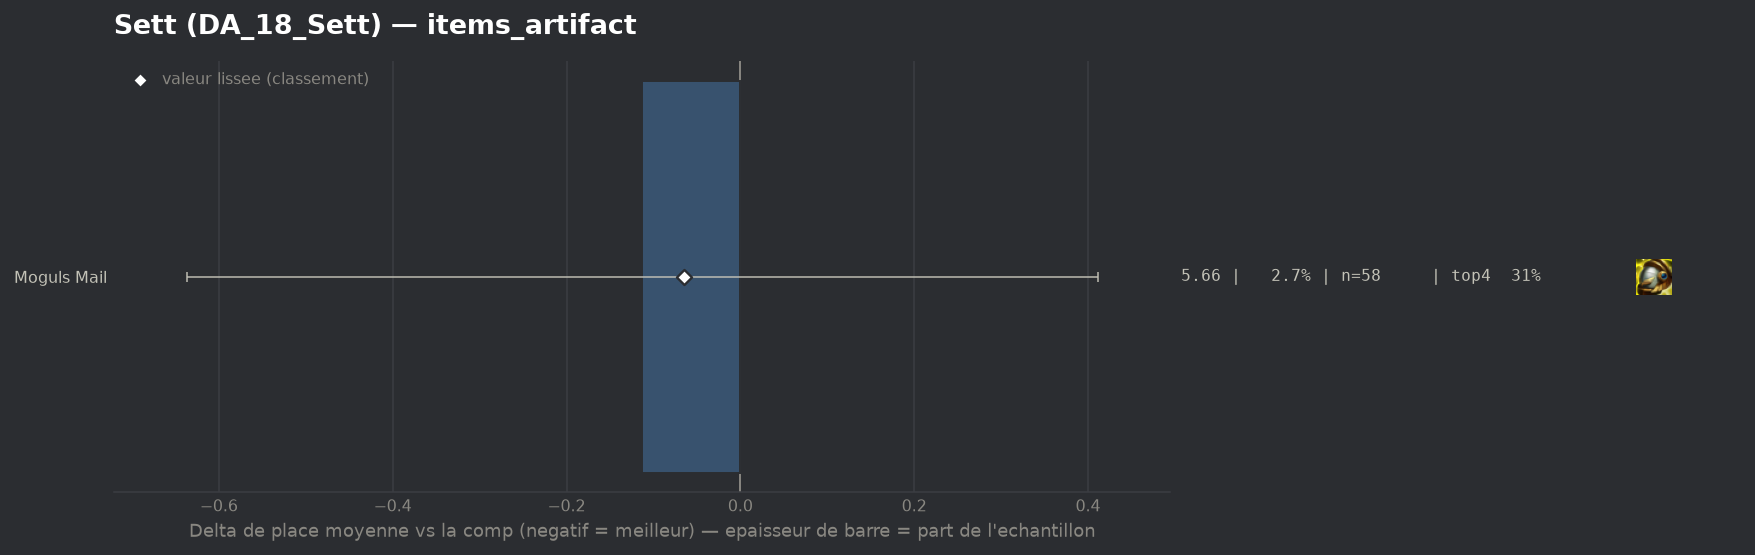 Sett (DA_18_Sett) — items_artifact
valeur lissee (classement)
Moguls Mail
5.66 |   2.7% | n=58     | top4  31%
−0.6 −0.4 −0.2 0.0 0.2 0.4
Delta de place moyenne vs la comp (negatif = meilleur) — epaisseur de barre = part de l'echantillon